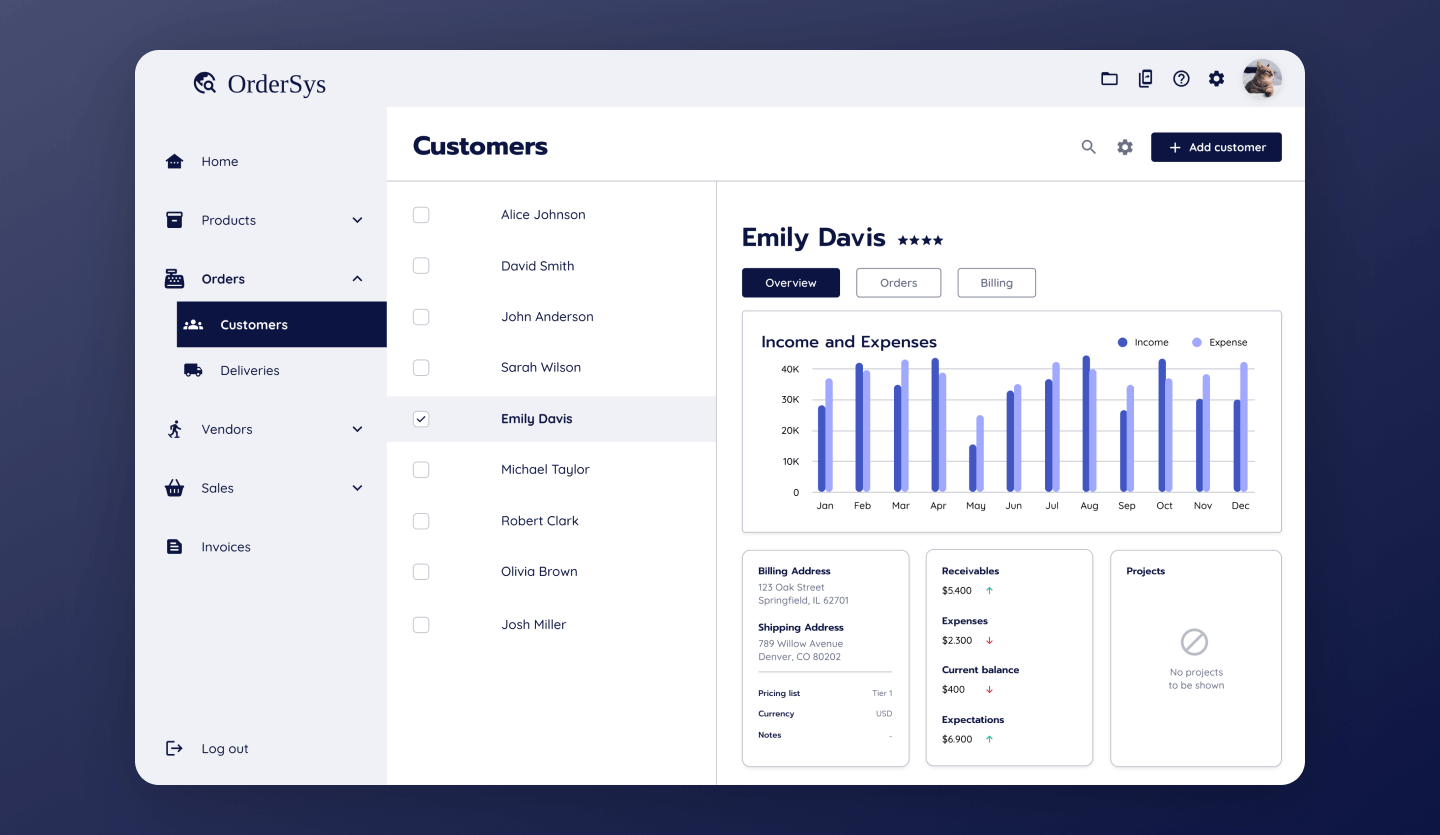 OrderSys
Home
Products
Orders
Customers
Deliveries
Vendors
Sales
Invoices
Log out
Customers
Add customer
Alice Johnson
David Smith
John Anderson
Sarah Wilson
Emily Davis
Michael Taylor
Robert Clark
Olivia Brown
Josh Miller
Emily Davis
Overview Orders Billing
Income and Expenses
Income Expense
40K
30K
20K
10K
0
Jan Feb Mar Apr May Jun Jul Aug Sep Oct Nov Dec
Billing Address
123 Oak Street
Springfield, IL 62701
Shipping Address
789 Willow Avenue
Denver, CO 80202
Pricing list Tier 1
Currency USD
Notes -
Receivables
$5.400
Expenses
$2.300
Current balance
$400
Expectations
$6.900
Projects
No projects
to be shown